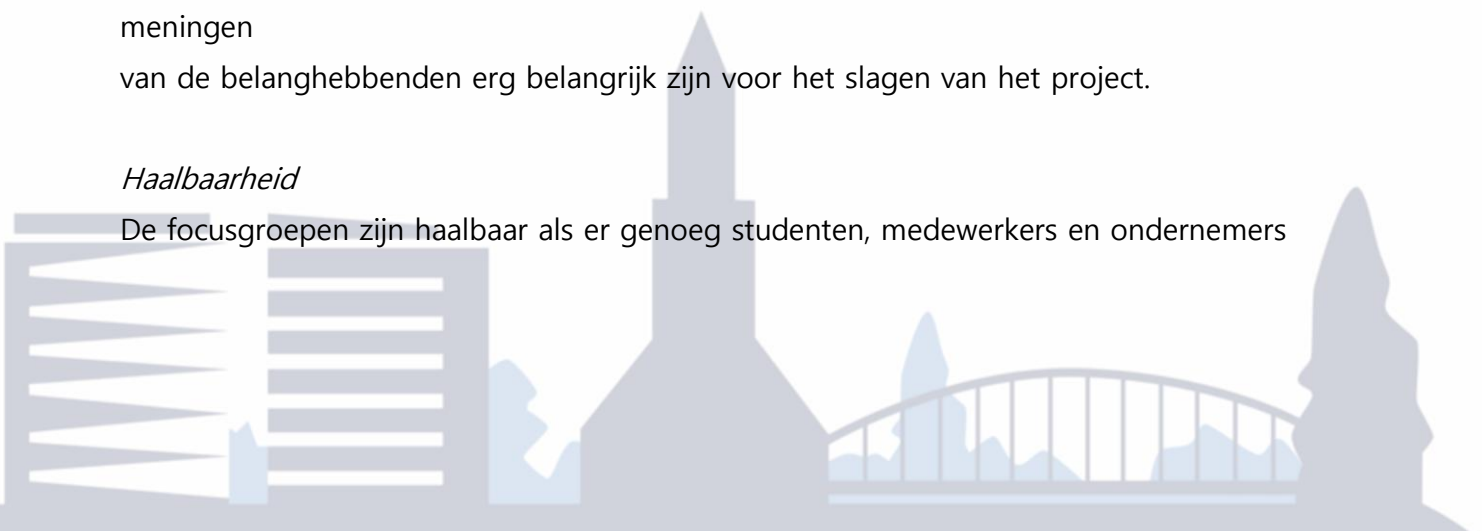 meningen
van de belanghebbenden erg belangrijk zijn voor het slagen van het project.
Haalbaarheid
De focusgroepen zijn haalbaar als er genoeg studenten, medewerkers en ondernemers